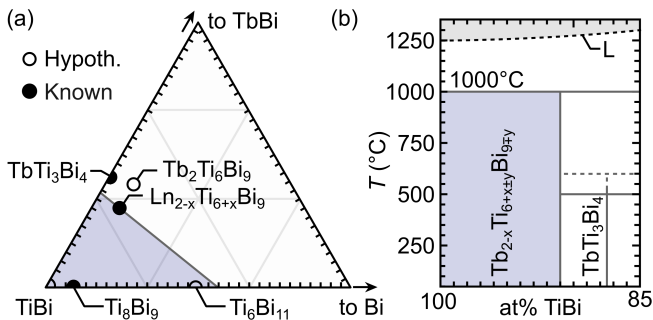 (a)
to TbBi
Hypoth.
Known
TbTi₃Bi₄
Tb₂Ti₆Bi₉
Ln₂₋ₓTi₆₊ₓBi₉
TiBi
Ti₈Bi₉
Ti₆Bi₁₁
to Bi
(b)
T (°C)
1250
1000
750
500
250
L
1000°C
Tb₂₋ₓTi₆₊ₓ±yBi₉∓y
TbTi₃Bi₄
100
at% TiBi
85